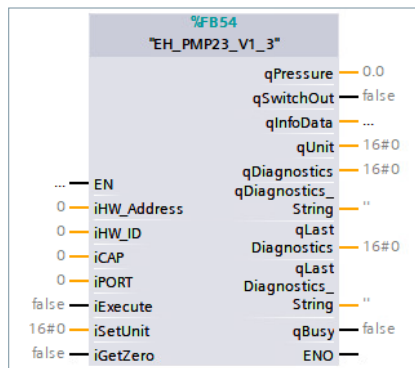 %FB54
"EH_PMP23_V1_3"
qPressure 0.0
qSwitchOut false
qInfoData ...
qUnit 16#0
qDiagnostics 16#0
qDiagnostics_
... EN
String ''
0 iHW_Address
qLast
0 iHW_ID
Diagnostics 16#0
0 iCAP
qLast
0 iPORT
Diagnostics_
false iExecute
String ''
16#0 iSetUnit
qBusy false
false iGetZero
ENO